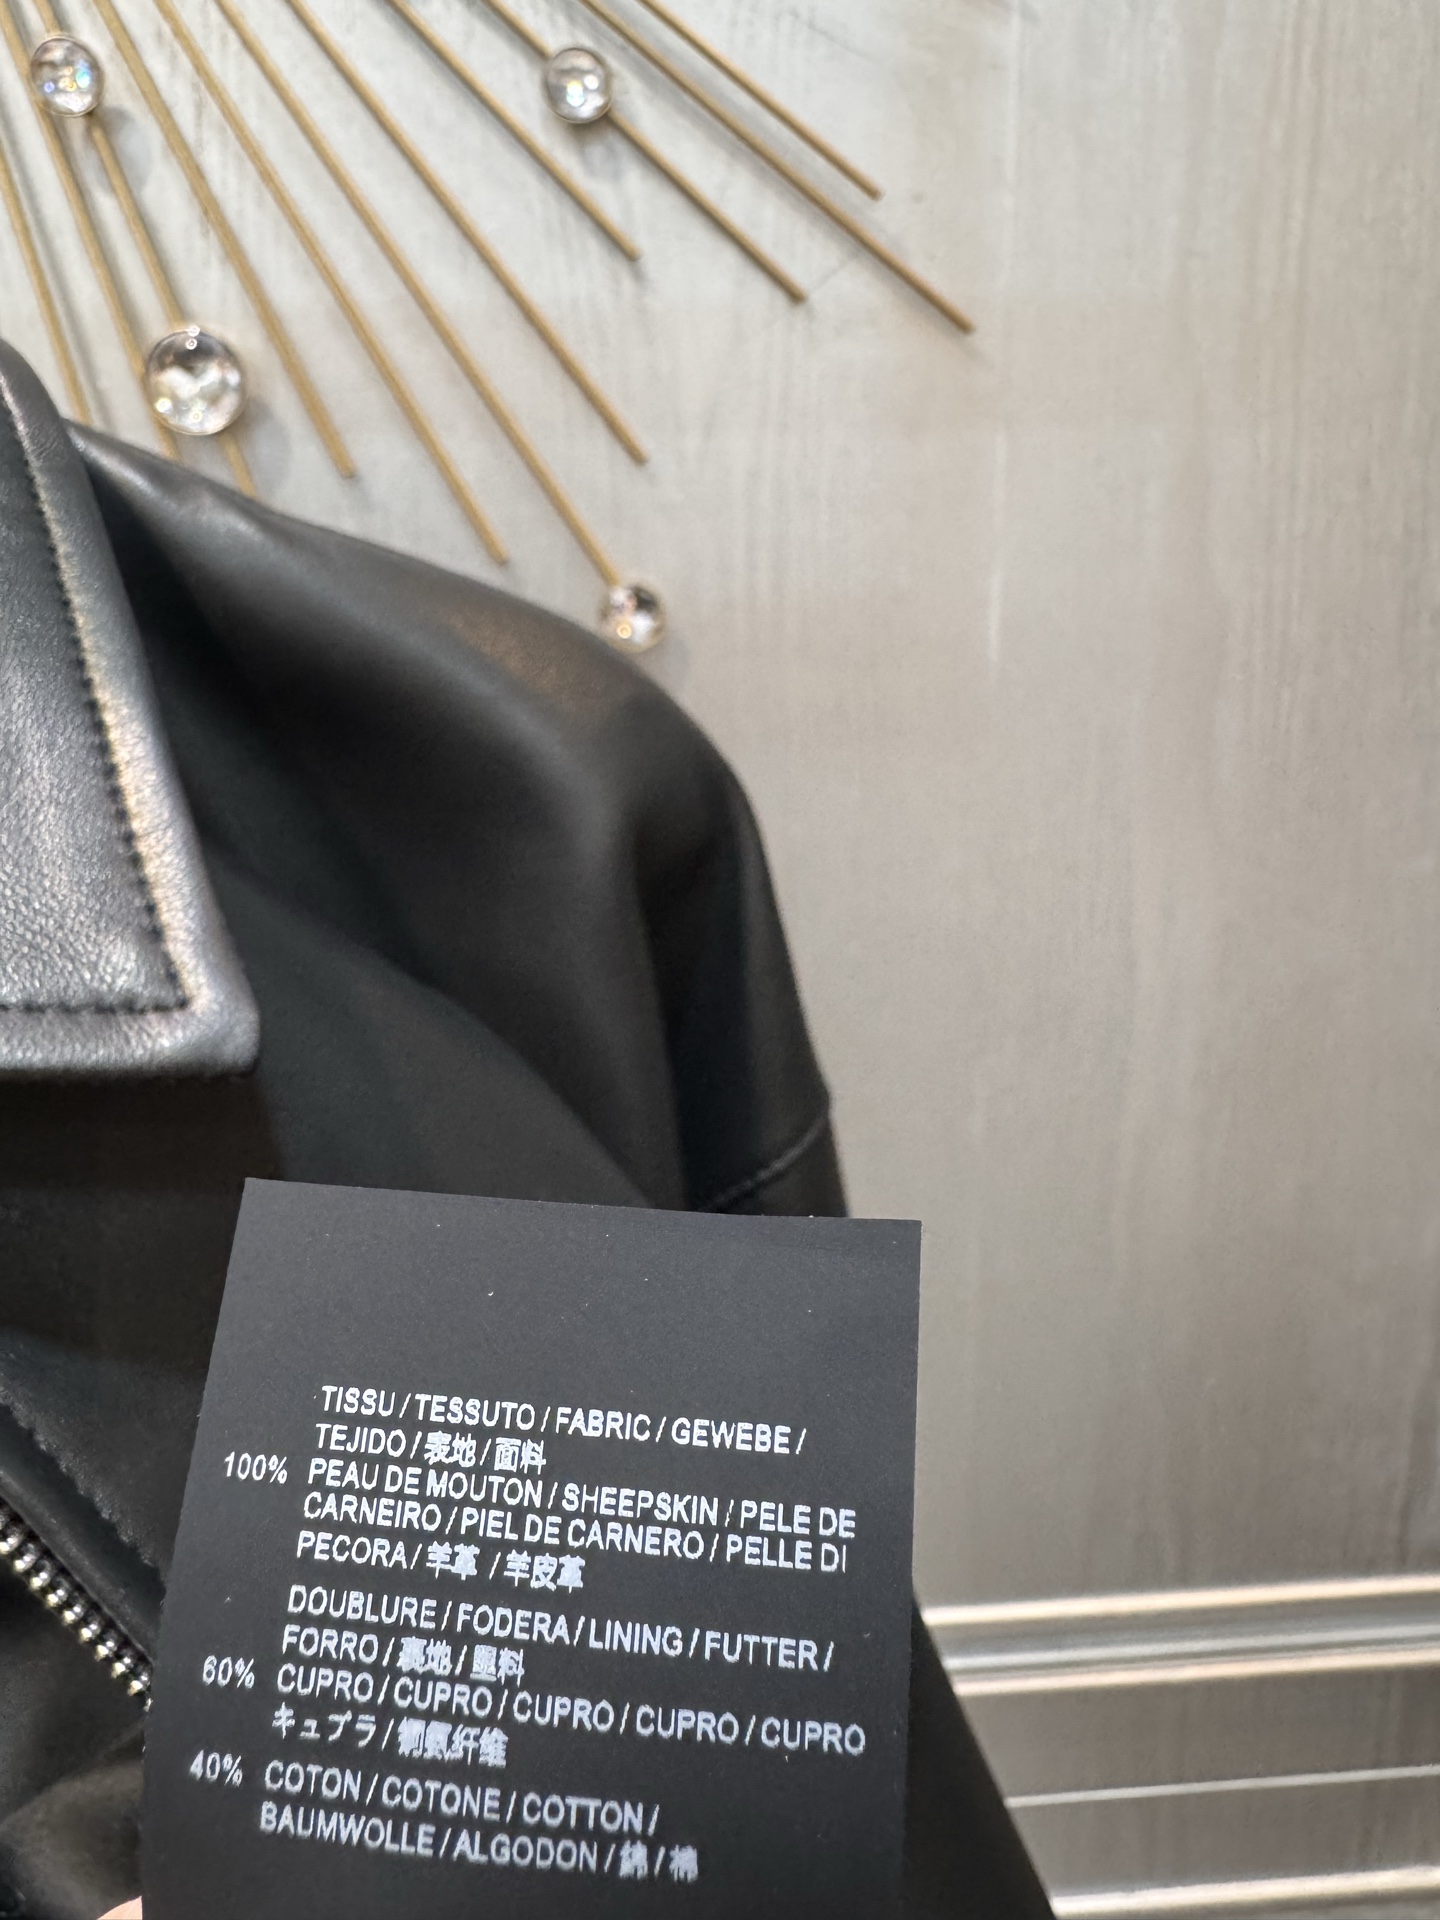 TISSU / TESSUTO / FABRIC / GEWEBE /
TEJIDO / 表地 / 面料
100% PEAU DE MOUTON / SHEEPSKIN / PELE DE
CARNEIRO / PIEL DE CARNERO / PELLE DI
PECORA / 羊革 / 羊皮革
DOUBLURE / FODERA / LINING / FUTTER /
FORRO / 裏地 / 里料
60% CUPRO / CUPRO / CUPRO / CUPRO / CUPRO
キュプラ / 铜氨纤维
40% COTON / COTONE / COTTON /
BAUMWOLLE / ALGODON / 綿 / 棉